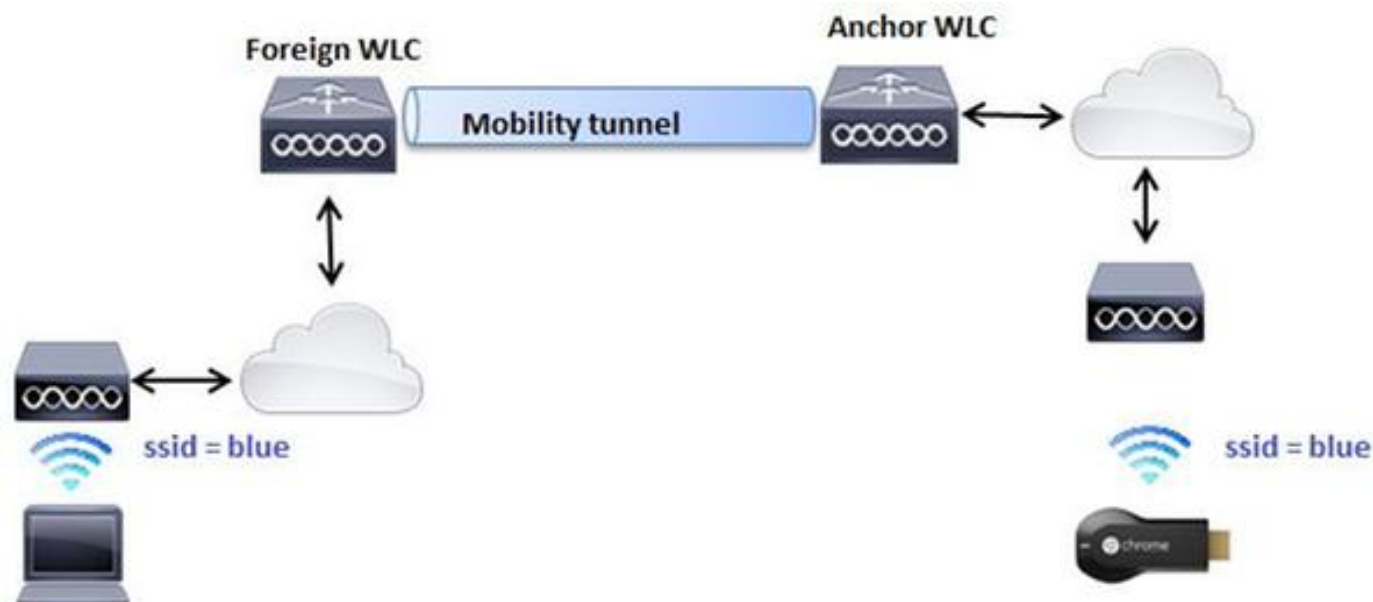 Foreign WLC
Anchor WLC
Mobility tunnel
ssid = blue
ssid = blue
chrome